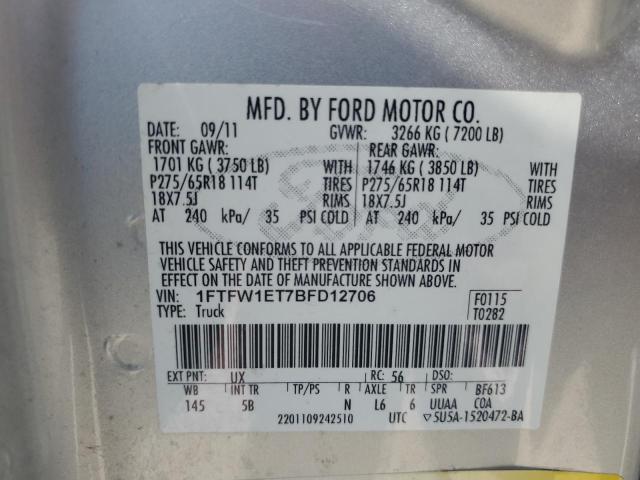 MFD. BY FORD MOTOR CO.
DATE: 09/11 GVWR: 3266 KG ( 7200 LB)
FRONT GAWR: REAR GAWR:
1701 KG ( 3750 LB) WITH 1746 KG ( 3850 LB) WITH
P275/65R18 114T TIRES P275/65R18 114T TIRES
18X7.5J RIMS 18X7.5J RIMS
AT 240 kPa/ 35 PSI COLD AT 240 kPa/ 35 PSI COLD
THIS VEHICLE CONFORMS TO ALL APPLICABLE FEDERAL MOTOR
VEHICLE SAFETY AND THEFT PREVENTION STANDARDS IN
EFFECT ON THE DATE OF MANUFACTURE SHOWN ABOVE.
VIN: 1FTFW1ET7BFD12706 F0115
TYPE: Truck T0282
EXT PNT: UX RC: 56 DSO:
WB INT TR TP/PS R AXLE TR SPR BF613
145 5B N L6 6 UUAA C0A
2201109242510 UTC ▽5U5A-1520472-BA